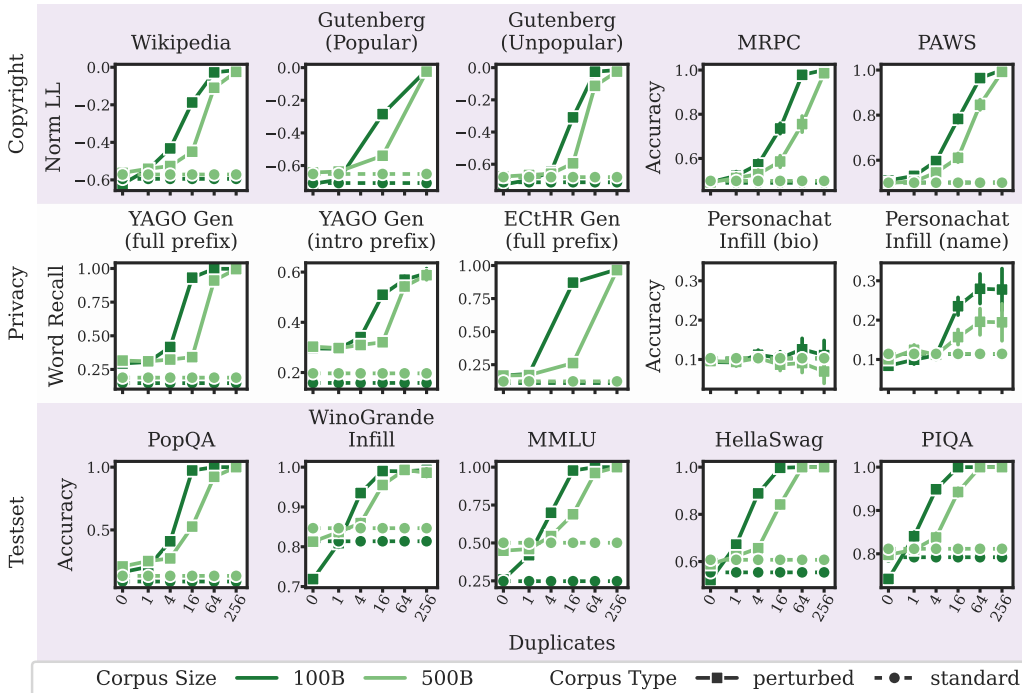 Copyright
Wikipedia
Gutenberg
(Popular)
Gutenberg
(Unpopular)
MRPC
PAWS
Norm LL
0.0
−0.2
−0.4
−0.6
0.0
−0.2
−0.4
−0.6
0.0
−0.2
−0.4
−0.6
Accuracy
1.0
0.8
0.6
1.0
0.8
0.6
Privacy
YAGO Gen
(full prefix)
YAGO Gen
(intro prefix)
ECtHR Gen
(full prefix)
Personachat
Infill (bio)
Personachat
Infill (name)
Word Recall
1.00
0.75
0.50
0.25
0.6
0.4
0.2
1.00
0.75
0.50
0.25
Accuracy
0.3
0.2
0.1
0.3
0.2
0.1
Testset
PopQA
WinoGrande
Infill
MMLU
HellaSwag
PIQA
Accuracy
1.0
0.5
1.0
0.9
0.8
0.7
1.00
0.75
0.50
0.25
1.0
0.8
0.6
1.0
0.9
0.8
0 1 4 16 64 256
0 1 4 16 64 256
0 1 4 16 64 256
0 1 4 16 64 256
0 1 4 16 64 256
Duplicates
Corpus Size 100B 500B Corpus Type perturbed standard